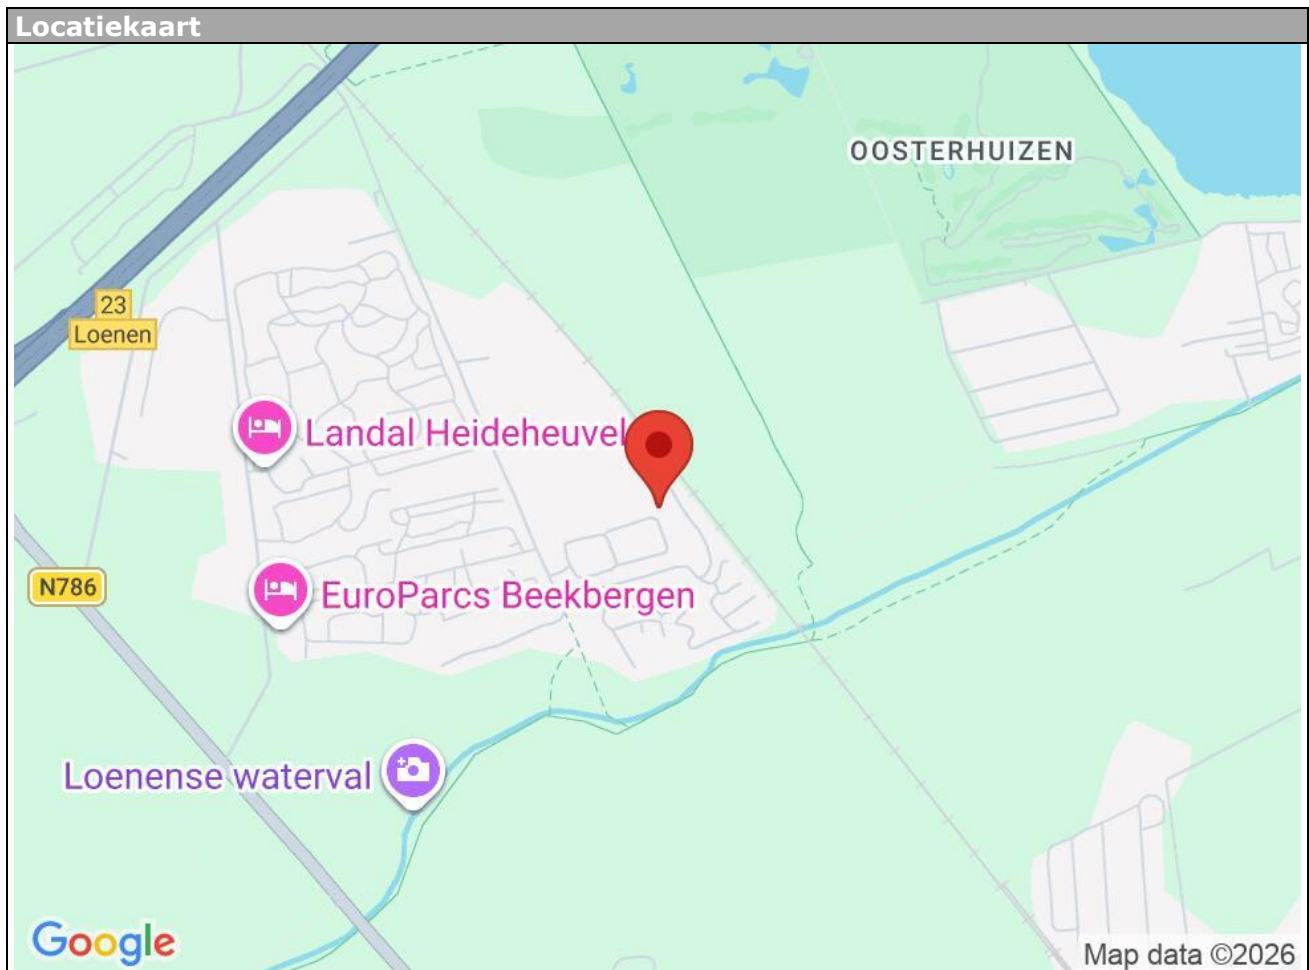 Locatiekaart
OOSTERHUIZEN
23
Loenen
Landal Heideheuvel
N786
EuroParcs Beekbergen
Loenense waterval
Google
Map data ©2026